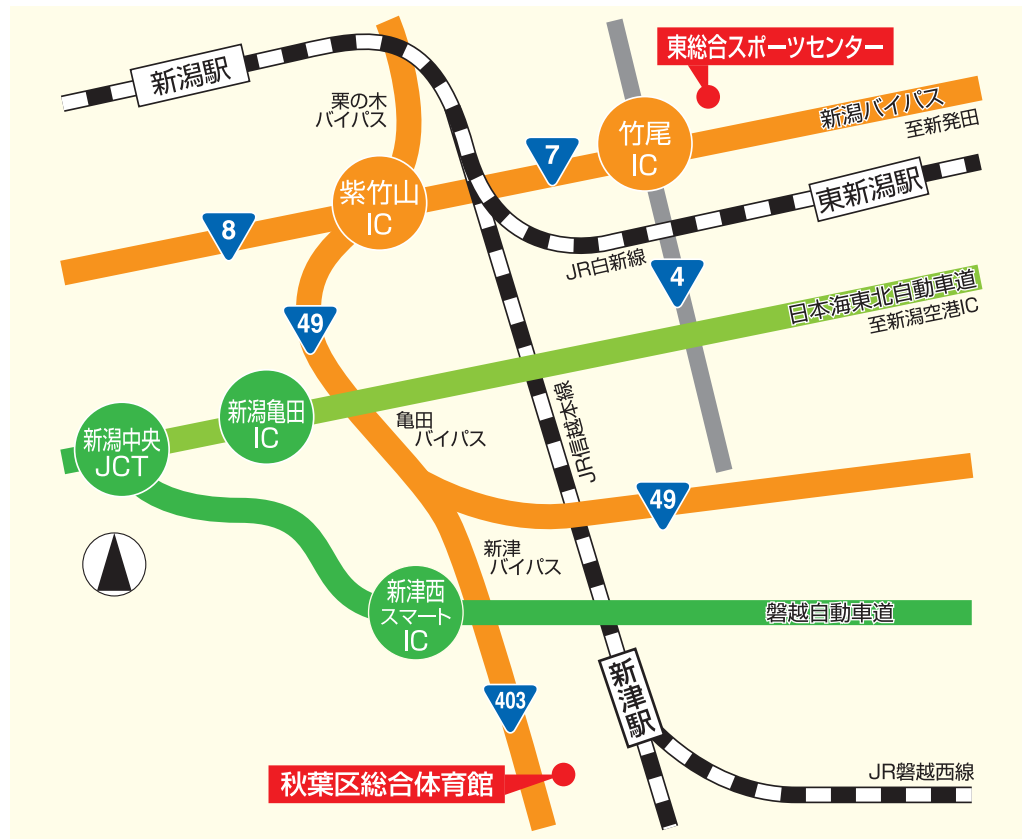 東総合スポーツセンター
新潟駅
栗の木
バイパス
新潟バイパス
至新発田
竹尾
IC
7
紫竹山
IC
東新潟駅
8
JR白新線
4
日本海東北自動車道
至新潟空港IC
49
新潟亀田
IC
亀田
バイパス
JR信越本線
新潟中央
JCT
49
新津
バイパス
新津西
スマート
IC
磐越自動車道
新津駅
403
JR磐越西線
秋葉区総合体育館